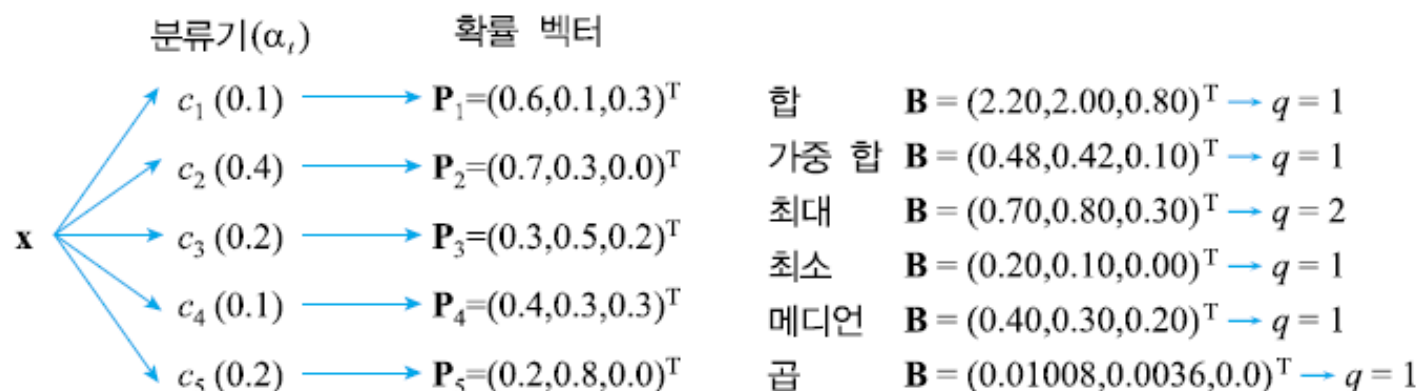 분류기(αₜ) 확률 벡터
c₁ (0.1) P₁=(0.6,0.1,0.3)ᵀ
c₂ (0.4) P₂=(0.7,0.3,0.0)ᵀ
x c₃ (0.2) P₃=(0.3,0.5,0.2)ᵀ
c₄ (0.1) P₄=(0.4,0.3,0.3)ᵀ
c₅ (0.2) P₅=(0.2,0.8,0.0)ᵀ
합 B = (2.20,2.00,0.80)ᵀ → q = 1
가중 합 B = (0.48,0.42,0.10)ᵀ → q = 1
최대 B = (0.70,0.80,0.30)ᵀ → q = 2
최소 B = (0.20,0.10,0.00)ᵀ → q = 1
메디언 B = (0.40,0.30,0.20)ᵀ → q = 1
곱 B = (0.01008,0.0036,0.0)ᵀ → q = 1